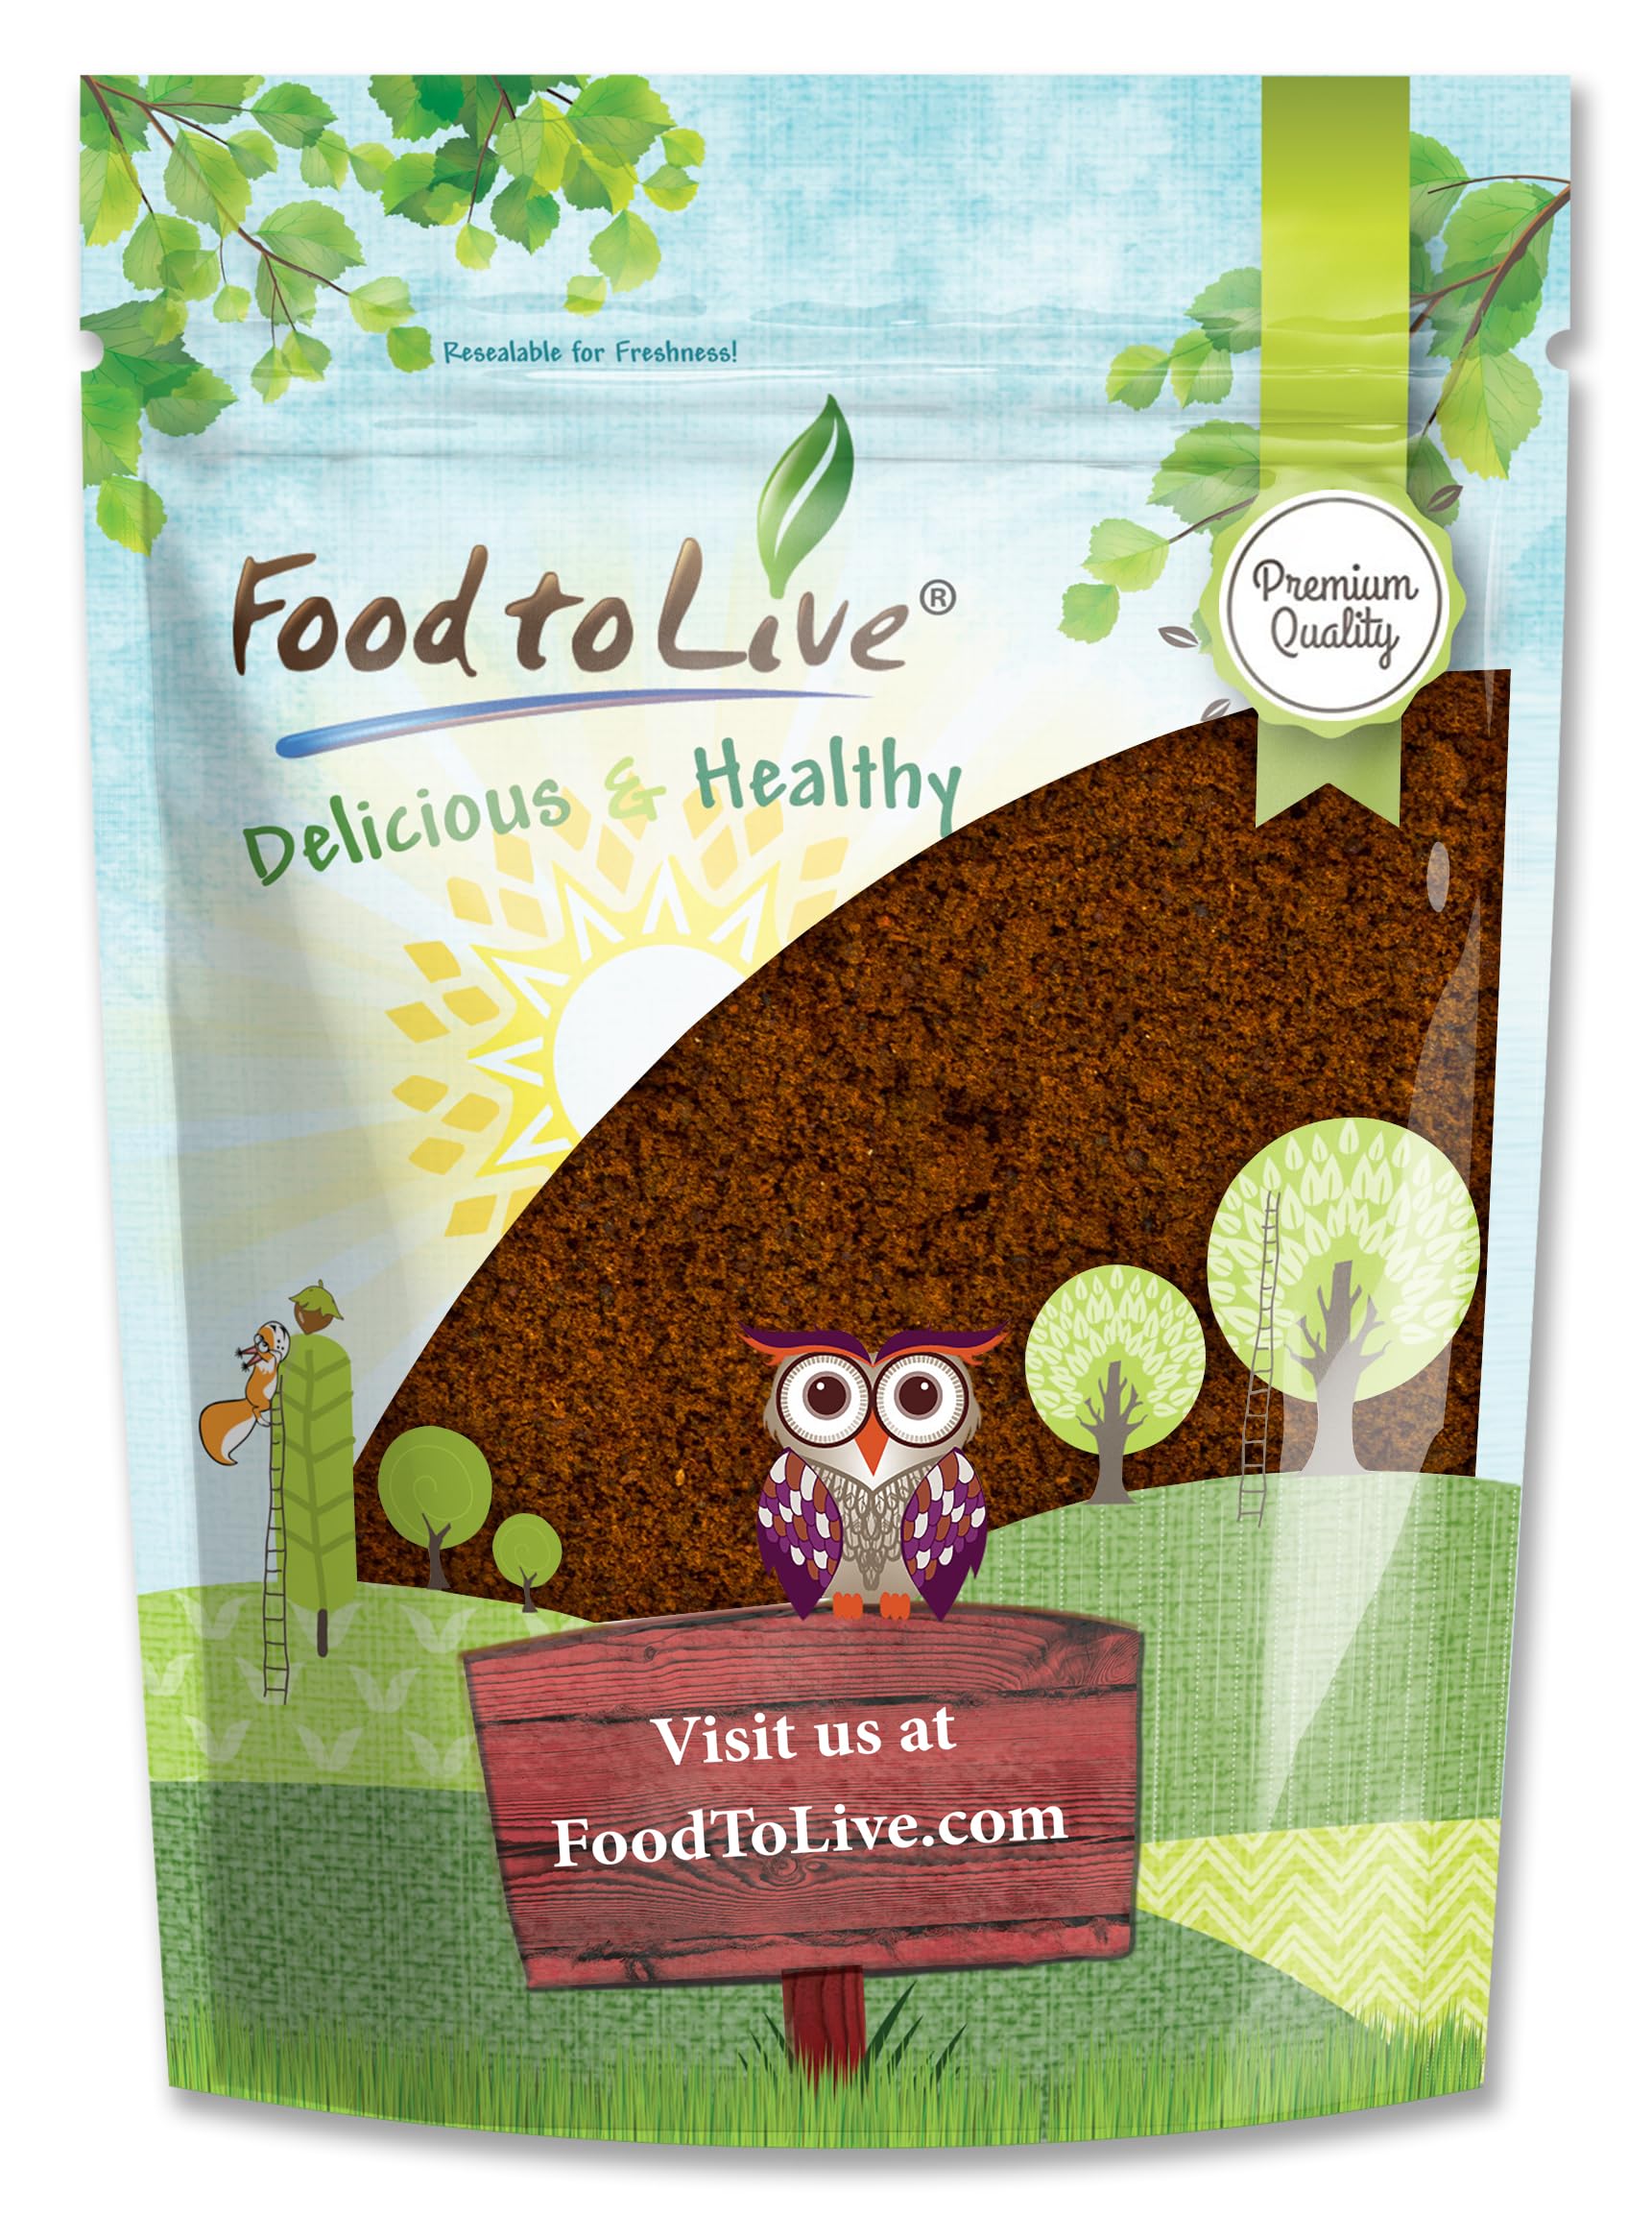 Resealable for Freshness!
Food to Live®
Delicious & Healthy
Premium
Quality
Visit us at
FoodToLive.com